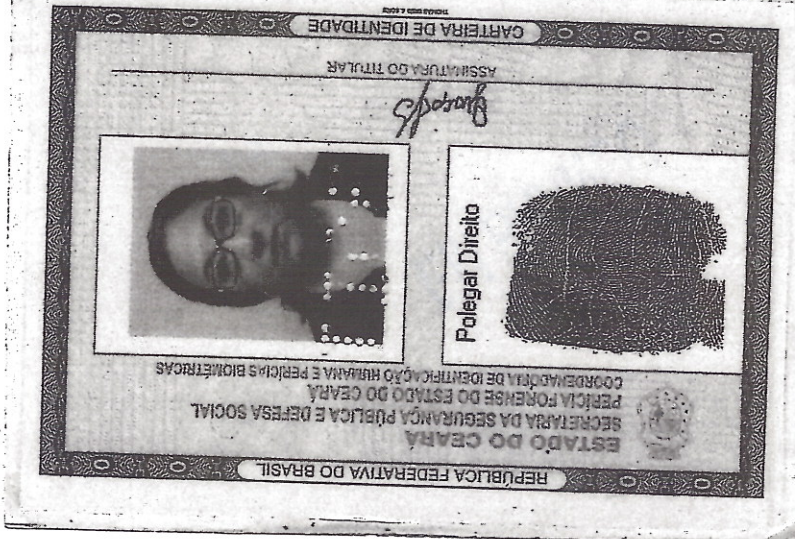 REPÚBLICA FEDERATIVA DO BRASIL
ESTADO DO CEARÁ
SECRETARIA DA SEGURANÇA PÚBLICA E DEFESA SOCIAL
PERÍCIA FORENSE DO ESTADO DO CEARÁ
COORDENADORIA DE IDENTIFICAÇÃO HUMANA E PERÍCIAS BIOMÉTRICAS
Polegar Direito
ASSINATURA DO TITULAR
CARTEIRA DE IDENTIDADE